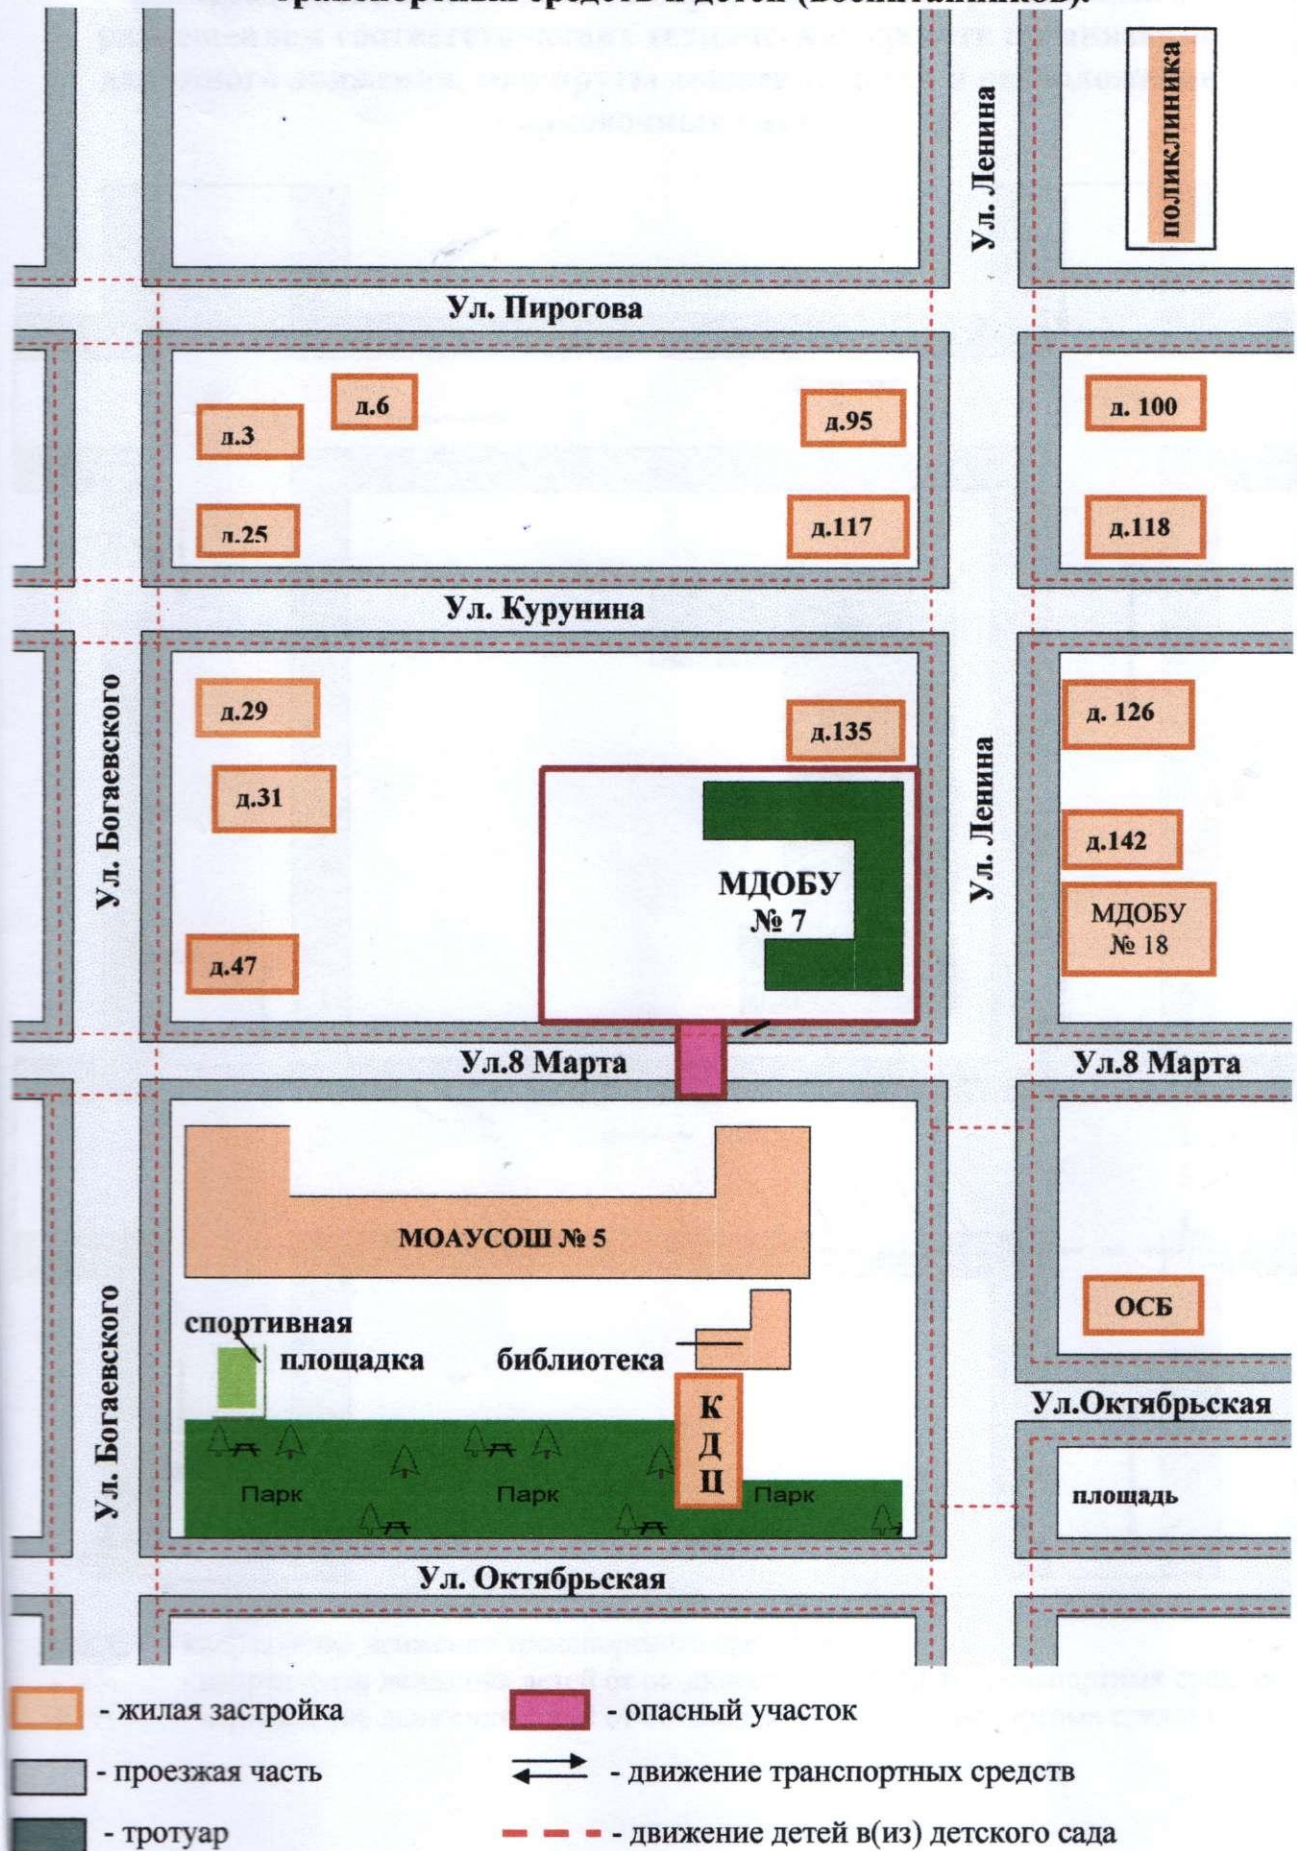 транспортных средств и детей (воспитанников).
поликлиника
Ул. Ленина
Ул. Пирогова
д.6
д.3
д.95
д. 100
д.25
д.117
д.118
Ул. Курунина
Ул. Богаевского
д.29
д.135
д. 126
д.31
Ул. Ленина
д.142
МДОБУ
№ 7
МДОБУ
№ 18
д.47
Ул.8 Марта
Ул.8 Марта
МОАУСОШ № 5
ОСБ
Ул. Богаевского
спортивная
площадка
библиотека
КДЦ
Ул.Октябрьская
Парк
Парк
Парк
площадь
Ул. Октябрьская
- жилая застройка
- опасный участок
- проезжая часть
- движение транспортных средств
- тротуар
- движение детей в(из) детского сада